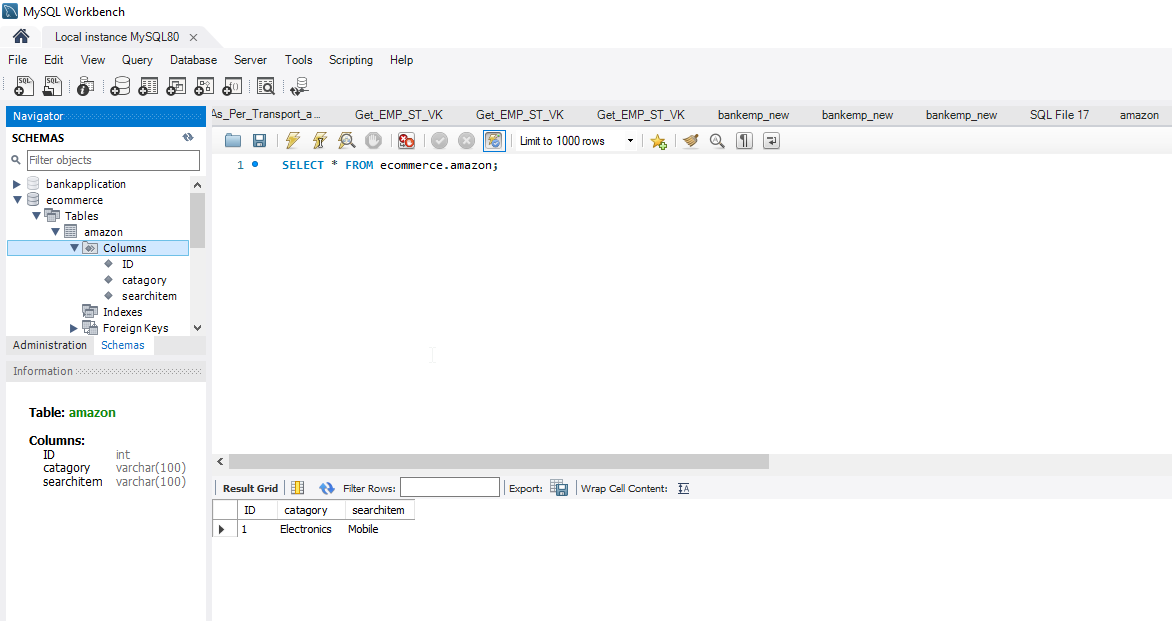 MySQL Workbench
Local instance MySQL80
File Edit View Query Database Server Tools Scripting Help
Navigator
SCHEMAS
Filter objects
bankapplication
ecommerce
Tables
amazon
Columns
ID
catagory
searchitem
Indexes
Foreign Keys
Administration Schemas
Information
Table: amazon
Columns:
ID int
catagory varchar(100)
searchitem varchar(100)
As_Per_Transport_a... Get_EMP_ST_VK Get_EMP_ST_VK Get_EMP_ST_VK bankemp_new bankemp_new bankemp_new SQL File 17 amazon
Limit to 1000 rows
1 SELECT * FROM ecommerce.amazon;
Result Grid Filter Rows: Export: Wrap Cell Content: IA
ID catagory searchitem
1 Electronics Mobile